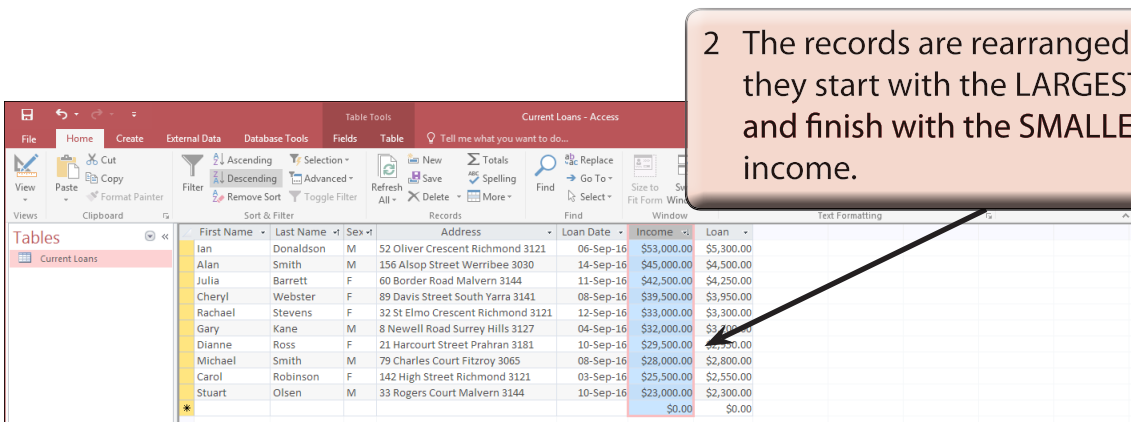 2 The records are rearranged
they start with the LARGEST
and finish with the SMALLE
income.
Table Tools
Current Loans - Access
File Home Create External Data Database Tools Fields Table Tell me what you want to do...
View
Views
Paste
Cut
Copy
Format Painter
Clipboard
Filter
Ascending
Descending
Remove Sort
Selection
Advanced
Toggle Filter
Sort & Filter
Refresh
All
New
Save
Delete
Totals
Spelling
More
Records
Find
Replace
Go To
Select
Find
Size to
Fit Form
Window
Text Formatting
Tables
Current Loans
First Name Last Name Sex Address Loan Date Income Loan
Ian Donaldson M 52 Oliver Crescent Richmond 3121 06-Sep-16 $53,000.00 $5,300.00
Alan Smith M 156 Alsop Street Werribee 3030 14-Sep-16 $45,000.00 $4,500.00
Julia Barrett F 60 Border Road Malvern 3144 11-Sep-16 $42,500.00 $4,250.00
Cheryl Webster F 89 Davis Street South Yarra 3141 08-Sep-16 $39,500.00 $3,950.00
Rachael Stevens F 32 St Elmo Crescent Richmond 3121 12-Sep-16 $33,000.00 $3,300.00
Gary Kane M 8 Newell Road Surrey Hills 3127 04-Sep-16 $32,000.00
Dianne Ross F 21 Harcourt Street Prahran 3181 10-Sep-16 $29,500.00
Michael Smith M 79 Charles Court Fitzroy 3065 08-Sep-16 $28,000.00 $2,800.00
Carol Robinson F 142 High Street Richmond 3121 03-Sep-16 $25,500.00 $2,550.00
Stuart Olsen M 33 Rogers Court Malvern 3144 10-Sep-16 $23,000.00 $2,300.00
$0.00 $0.00